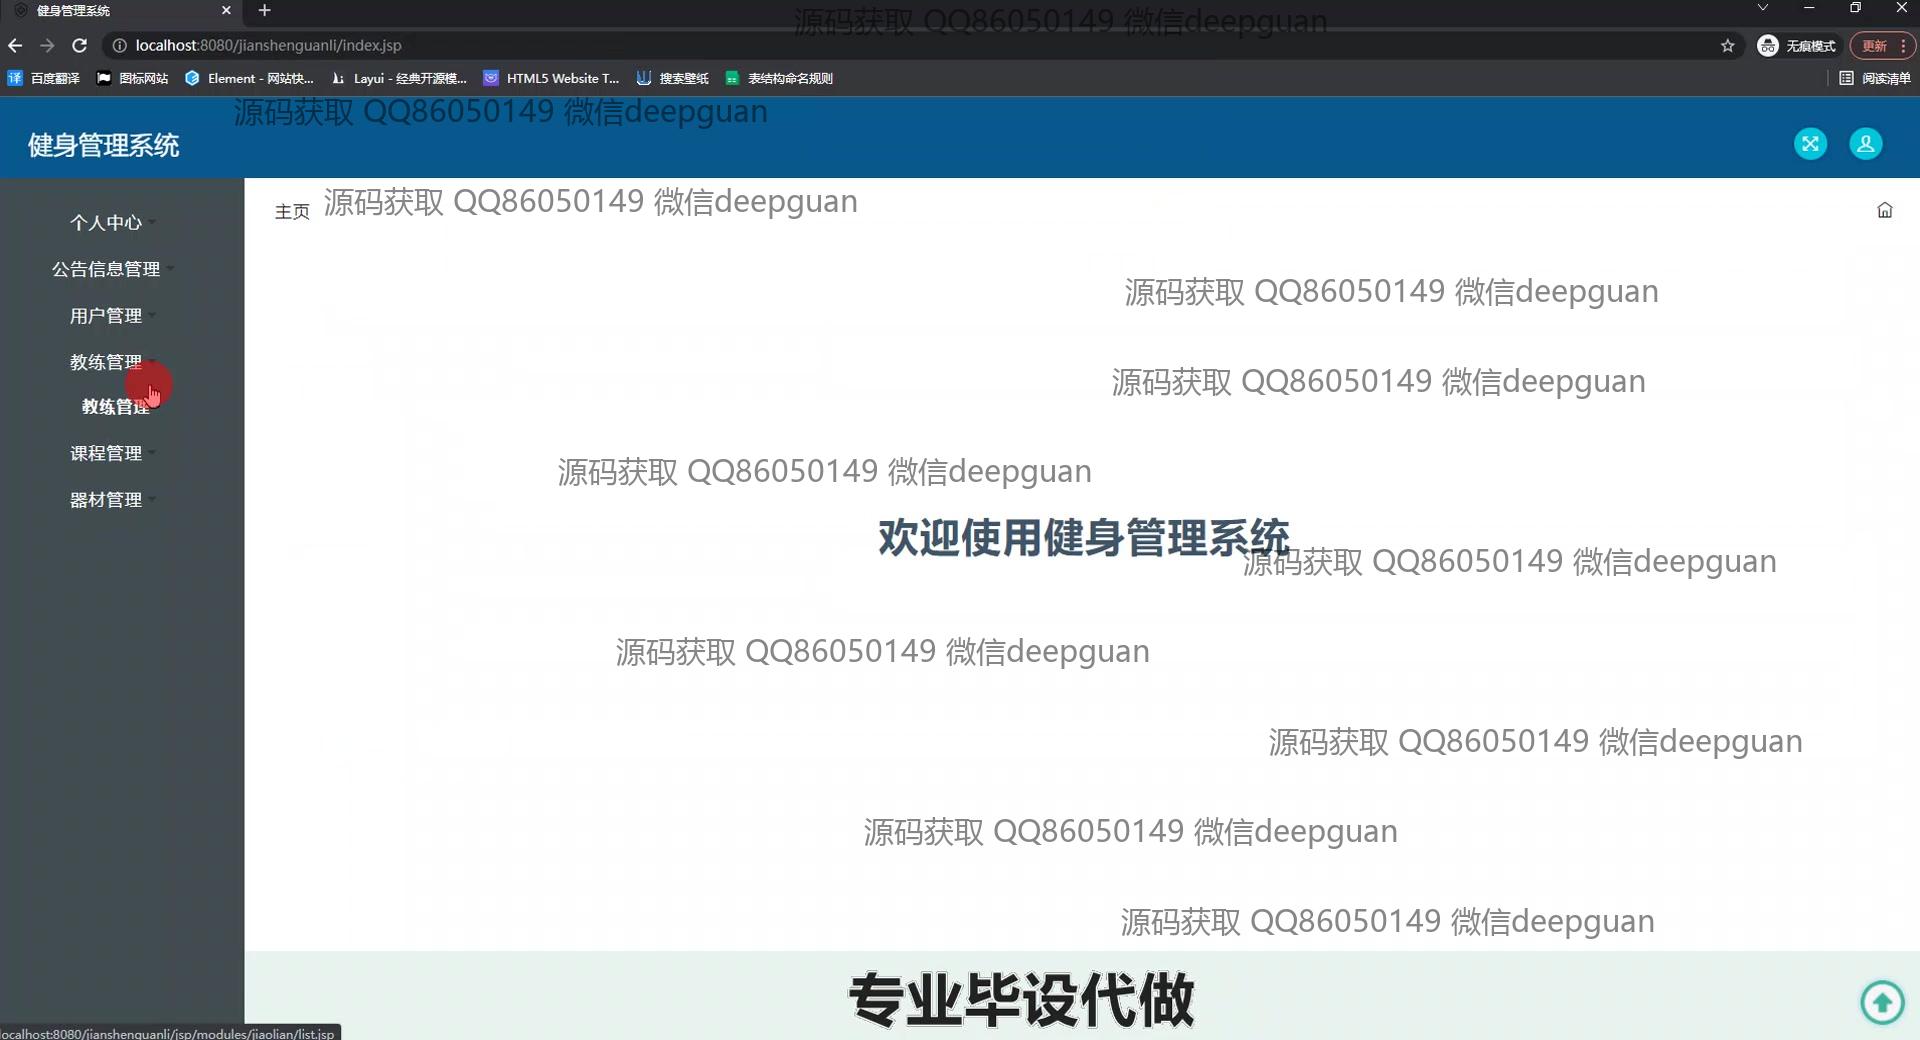 健身管理系统
源码获取 QQ86050149 微信deepguan
localhost:8080/jianshenguanli/index.jsp
无痕模式
更新
百度翻译
图标网站
Element - 网站快...
Layui - 经典开源模...
HTML5 Website T...
搜索壁纸
表结构命名规则
阅读清单
源码获取 QQ86050149 微信deepguan
健身管理系统
主页
源码获取 QQ86050149 微信deepguan
个人中心
公告信息管理
用户管理
教练管理
教练管理
课程管理
器材管理
源码获取 QQ86050149 微信deepguan
源码获取 QQ86050149 微信deepguan
源码获取 QQ86050149 微信deepguan
欢迎使用健身管理系统
源码获取 QQ86050149 微信deepguan
源码获取 QQ86050149 微信deepguan
源码获取 QQ86050149 微信deepguan
源码获取 QQ86050149 微信deepguan
源码获取 QQ86050149 微信deepguan
专业毕设代做
localhost:8080/jianshenguanli/jsp/modules/jiaolian/list.jsp